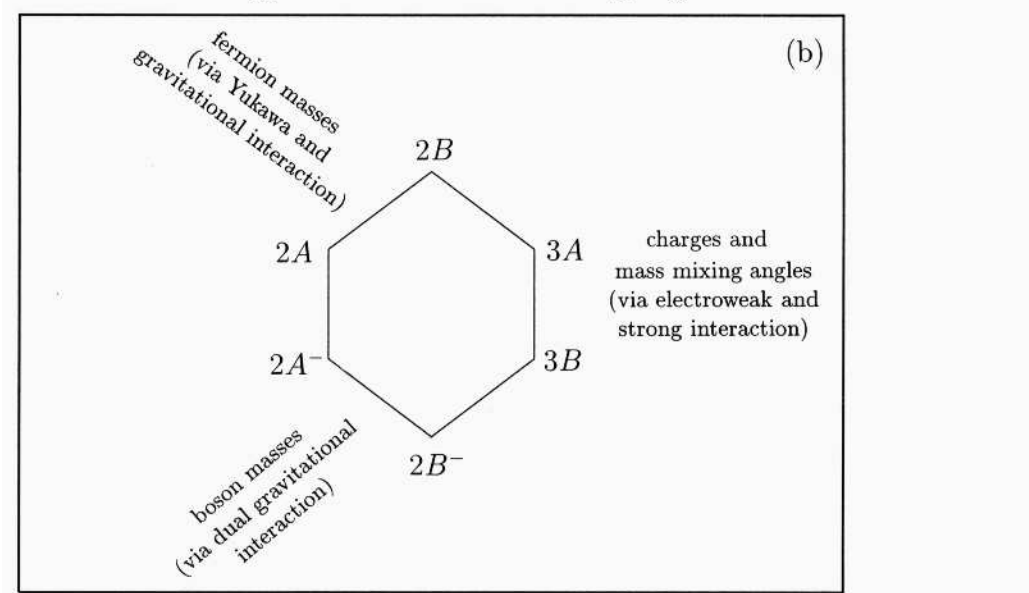 (b)
fermion masses
(via Yukawa and
gravitational interaction)
2B
2A
3A
charges and
mass mixing angles
(via electroweak and
strong interaction)
2A⁻
3B
2B⁻
boson masses
(via dual gravitational
interaction)